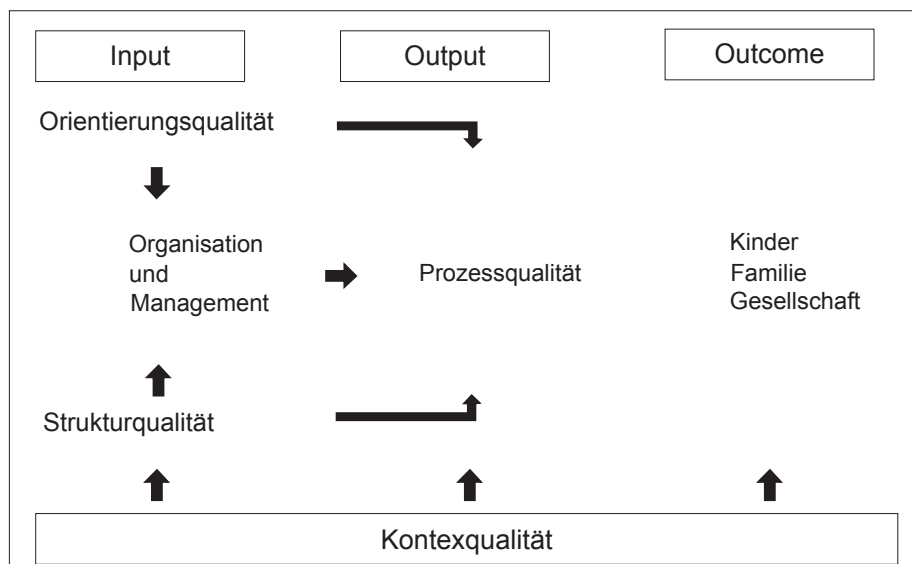 Input
Output
Outcome
Orientierungsqualität
Organisation
und
Management
Prozessqualität
Kinder
Familie
Gesellschaft
Strukturqualität
Kontexqualität